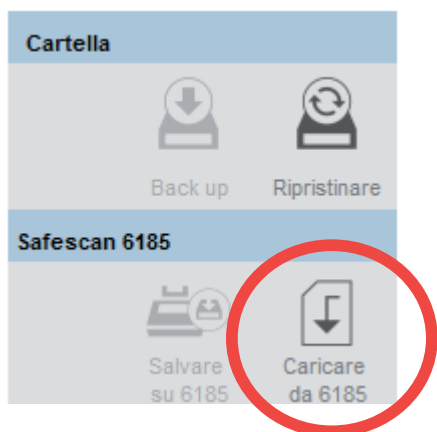 Cartella
Back up Ripristinare
Safescan 6185
Salvare Caricare
su 6185 da 6185